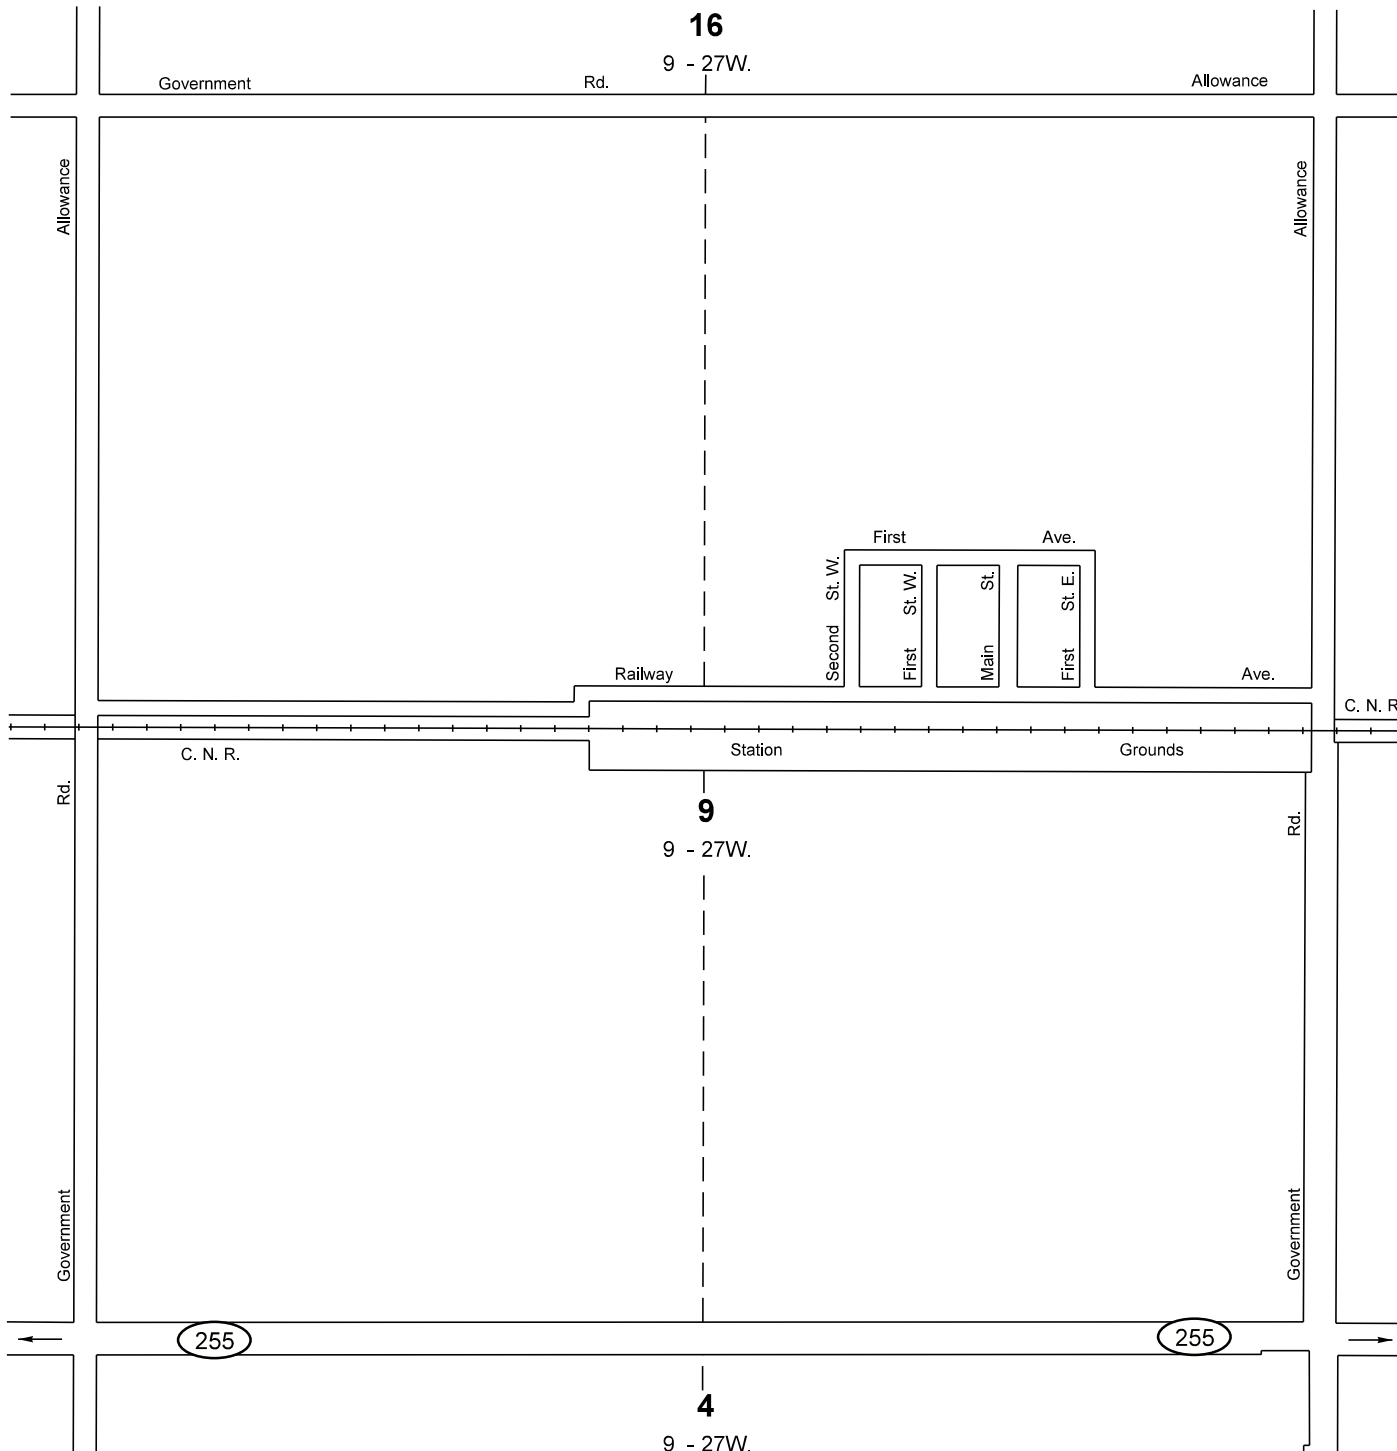 16
9 - 27W.
Government Rd. Allowance
Allowance
Allowance
First Ave.
Second St. W.
First St. W.
Main St.
First St. E.
Railway Ave.
C. N. R
C. N. R.
Station Grounds
Rd.
Rd.
9
9 - 27W.
Government
Government
255
255
4
9 - 27W.